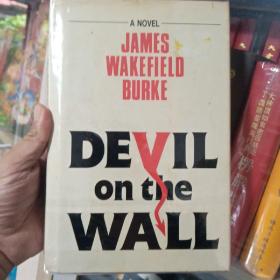 A NOVEL
JAMES
WAKEFIELD
BURKE
DEVIL
on the
WALL